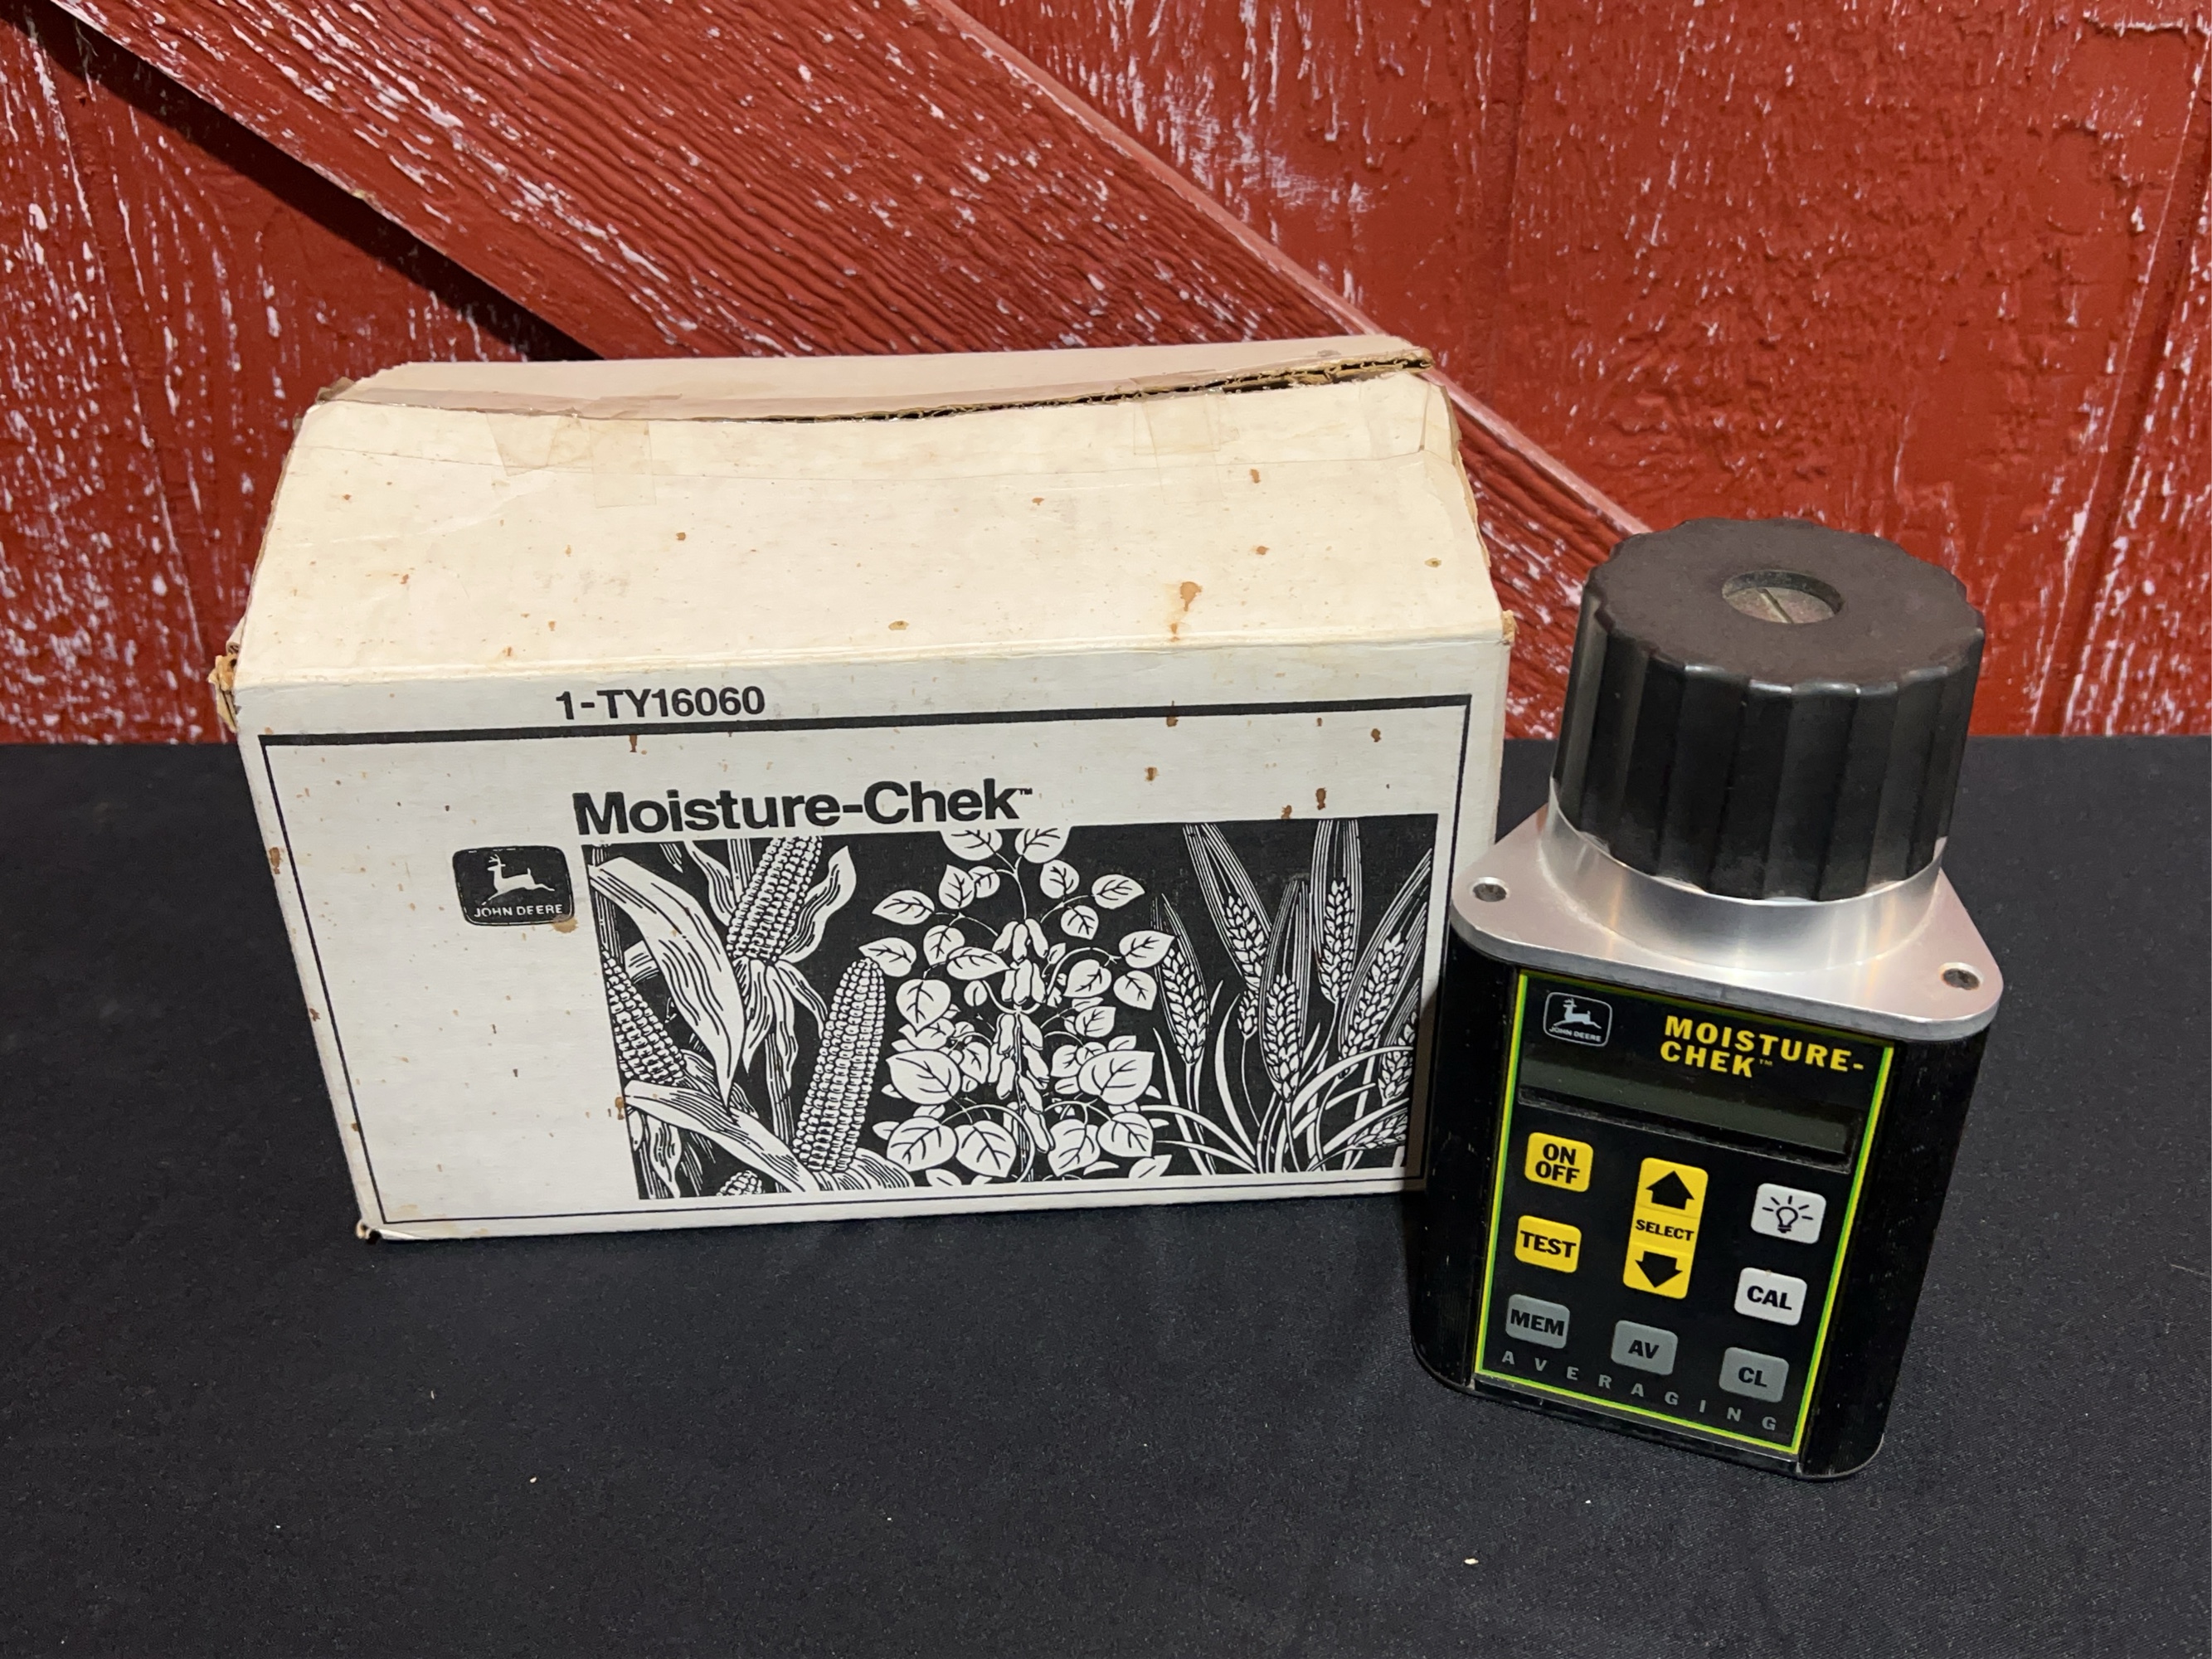 1-TY16060
Moisture-Chek™
JOHN DEERE
JOHN DEERE
MOISTURE-
CHEK™
ON
OFF
SELECT
TEST
CAL
MEM
AV
CL
AVERAGING